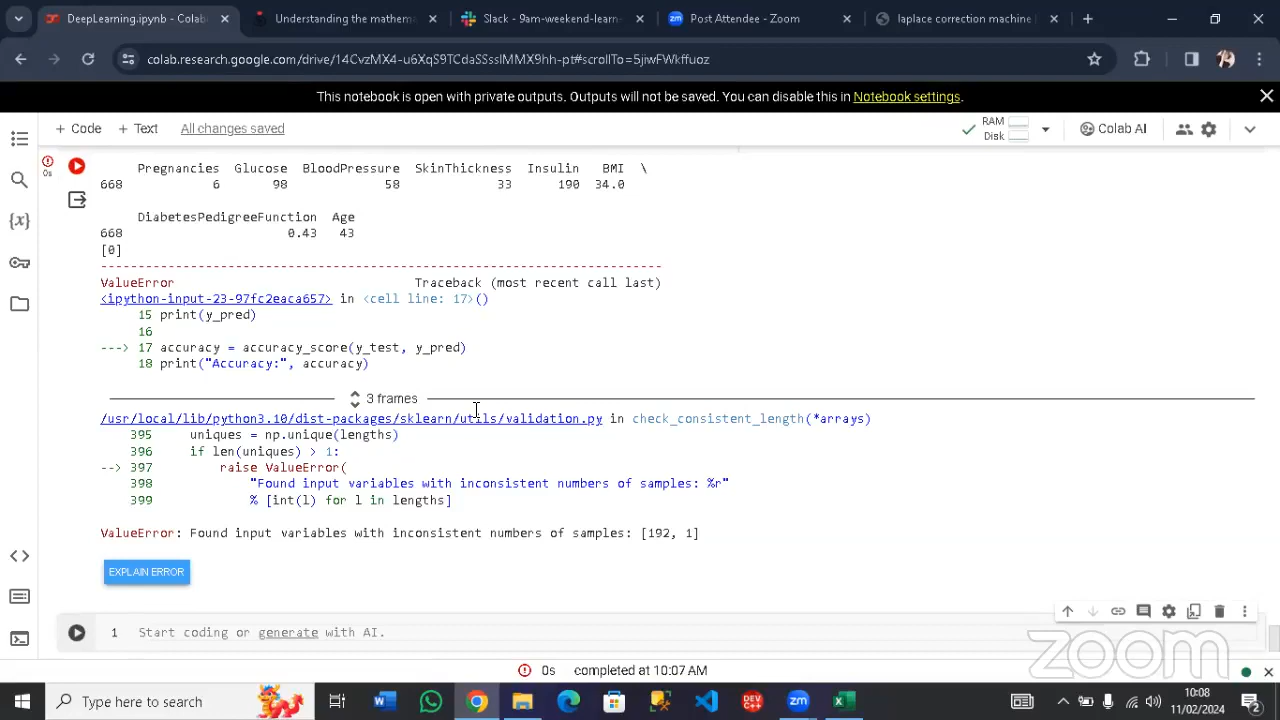 DeepLearning.ipynb - Colab
Understanding the mathem
Slack - 9am-weekend-learn
Post Attendee - Zoom
laplace correction machine
colab.research.google.com/drive/14CvzMX4-u6XqS9TCdaSSssIMMX9hh-pt#scrollTo=5jiwFWkffuoz
This notebook is open with private outputs. Outputs will not be saved. You can disable this in Notebook settings.
+ Code + Text All changes saved
RAM
Disk
Colab AI
0s
Pregnancies Glucose BloodPressure SkinThickness Insulin BMI \
668 6 98 58 33 190 34.0
DiabetesPedigreeFunction Age
668 0.43 43
[0]
---------------------------------------------------------------------------
ValueError Traceback (most recent call last)
<ipython-input-23-97fc2eaca657> in <cell line: 17>()
15 print(y_pred)
16
---> 17 accuracy = accuracy_score(y_test, y_pred)
18 print("Accuracy:", accuracy)
3 frames
/usr/local/lib/python3.10/dist-packages/sklearn/utils/validation.py in check_consistent_length(*arrays)
395 uniques = np.unique(lengths)
396 if len(uniques) > 1:
--> 397 raise ValueError(
398 "Found input variables with inconsistent numbers of samples: %r"
399 % [int(l) for l in lengths]
ValueError: Found input variables with inconsistent numbers of samples: [192, 1]
EXPLAIN ERROR
1 Start coding or generate with AI.
zoom
0s completed at 10:07 AM
Type here to search
DEV C++
zm
10:08
11/02/2024
2